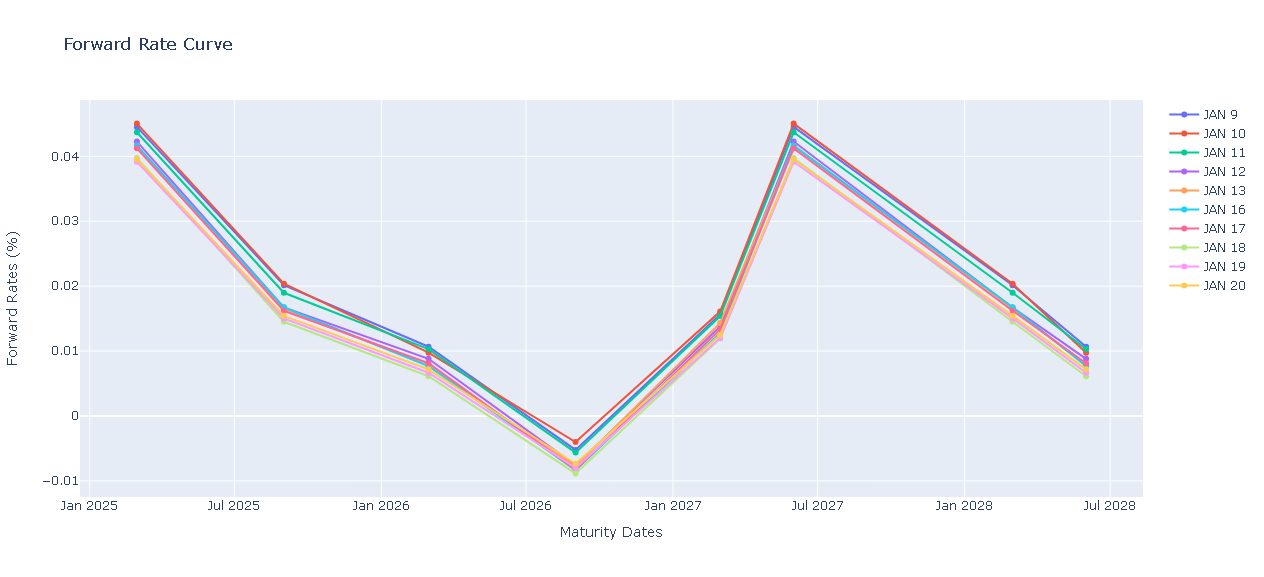 Forward Rate Curve
JAN 9
JAN 10
JAN 11
JAN 12
JAN 13
JAN 16
JAN 17
JAN 18
JAN 19
JAN 20
Forward Rates (%)
0.04
0.03
0.02
0.01
0
−0.01
Jan 2025
Jul 2025
Jan 2026
Jul 2026
Jan 2027
Jul 2027
Jan 2028
Jul 2028
Maturity Dates